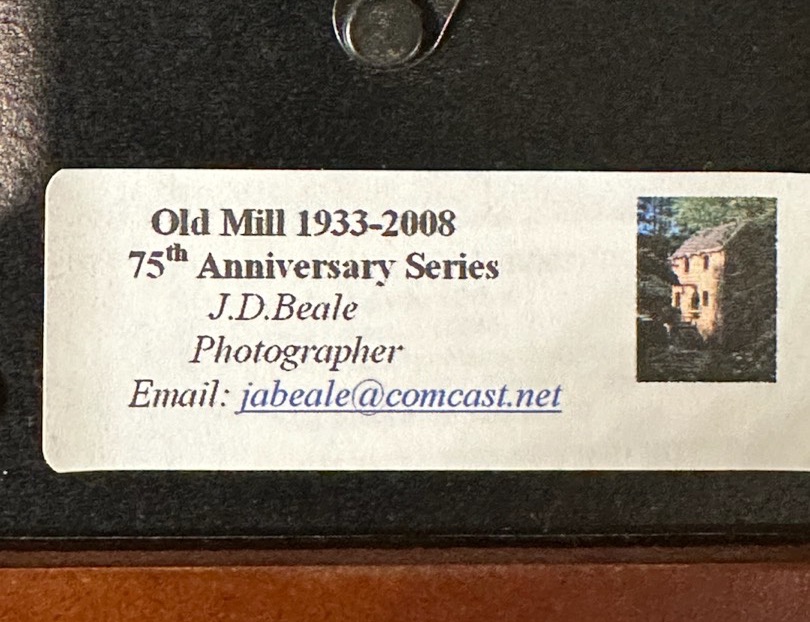 Old Mill 1933-2008
75th Anniversary Series
J.D.Beale
Photographer
Email: jabeale@comcast.net